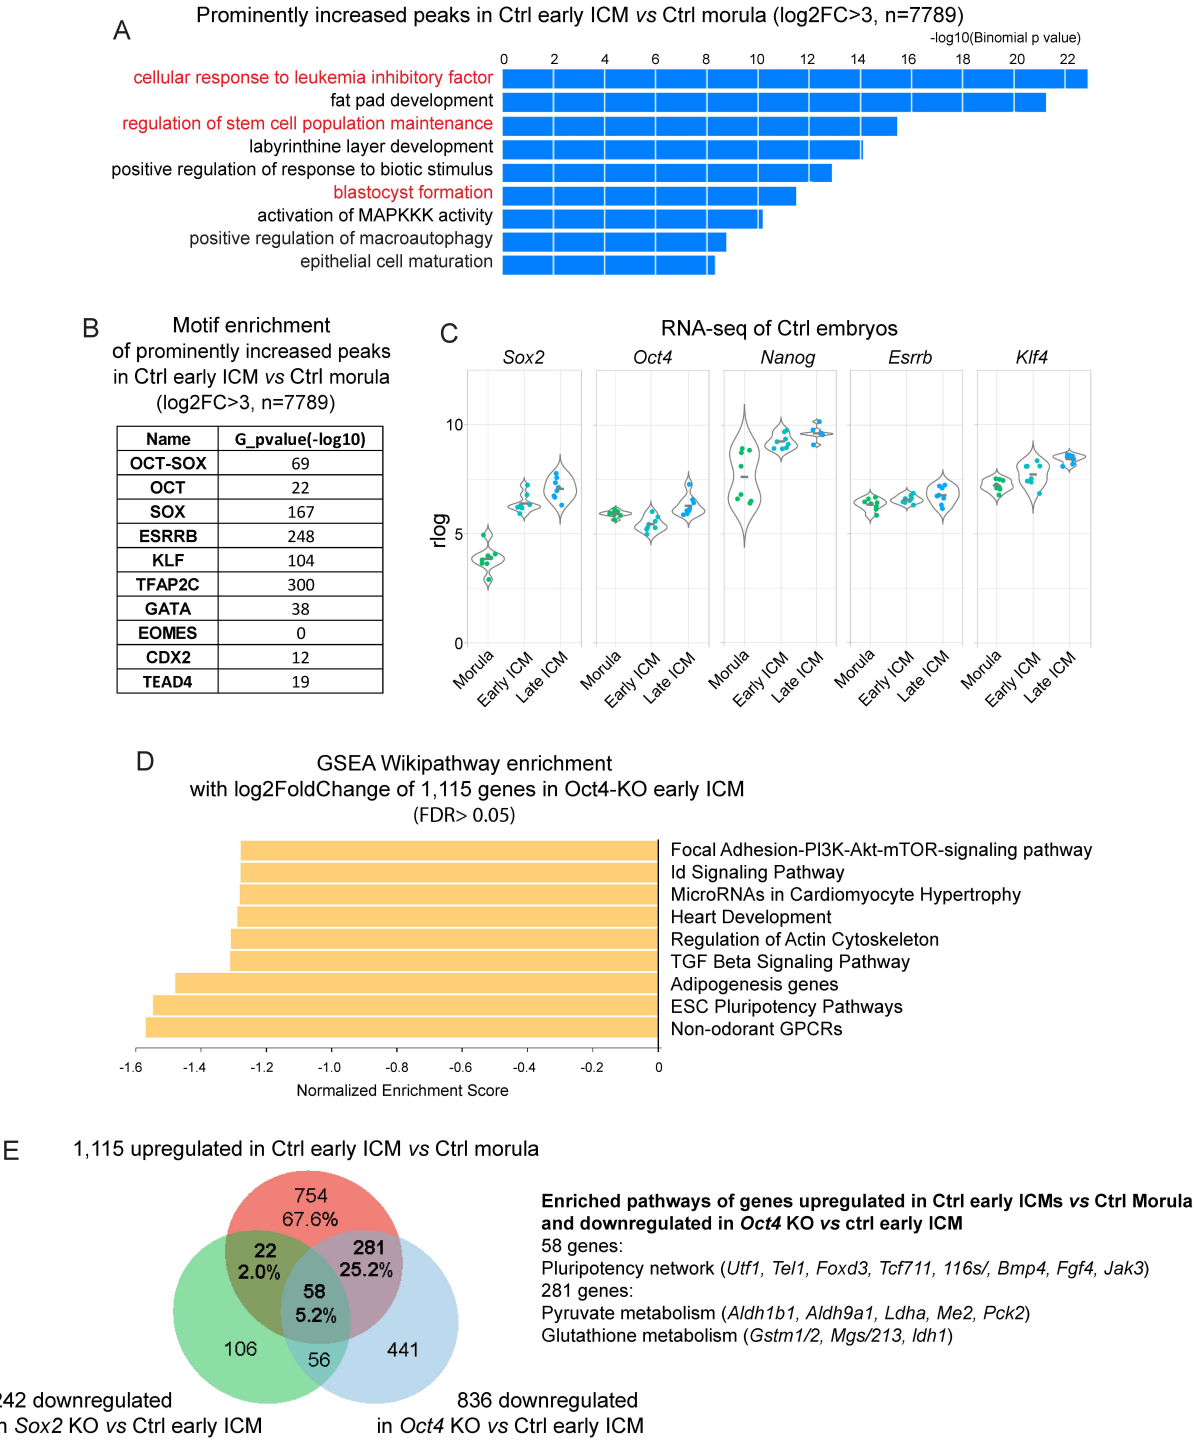 A
Prominently increased peaks in Ctrl early ICM vs Ctrl morula (log2FC>3, n=7789)
-log10(Binomial p value)
0 2 4 6 8 10 12 14 16 18 20 22
cellular response to leukemia inhibitory factor
fat pad development
regulation of stem cell population maintenance
labyrinthine layer development
positive regulation of response to biotic stimulus
blastocyst formation
activation of MAPKKK activity
positive regulation of macroautophagy
epithelial cell maturation
B
Motif enrichment
of prominently increased peaks
in Ctrl early ICM vs Ctrl morula
(log2FC>3, n=7789)
Name G_pvalue(-log10)
OCT-SOX 69
OCT 22
SOX 167
ESRRB 248
KLF 104
TFAP2C 300
GATA 38
EOMES 0
CDX2 12
TEAD4 19
C
RNA-seq of Ctrl embryos
Sox2 Oct4 Nanog Esrrb Klf4
rlog
10
5
0
Morula Early ICM Late ICM Morula Early ICM Late ICM Morula Early ICM Late ICM Morula Early ICM Late ICM Morula Early ICM Late ICM
D
GSEA Wikipathway enrichment
with log2FoldChange of 1,115 genes in Oct4-KO early ICM
(FDR> 0.05)
Focal Adhesion-PI3K-Akt-mTOR-signaling pathway
Id Signaling Pathway
MicroRNAs in Cardiomyocyte Hypertrophy
Heart Development
Regulation of Actin Cytoskeleton
TGF Beta Signaling Pathway
Adipogenesis genes
ESC Pluripotency Pathways
Non-odorant GPCRs
-1.6 -1.4 -1.2 -1.0 -0.8 -0.6 -0.4 -0.2 0
Normalized Enrichment Score
E
1,115 upregulated in Ctrl early ICM vs Ctrl morula
754
67.6%
22
2.0%
281
25.2%
58
5.2%
106
56
441
242 downregulated
n Sox2 KO vs Ctrl early ICM
836 downregulated
in Oct4 KO vs Ctrl early ICM
Enriched pathways of genes upregulated in Ctrl early ICMs vs Ctrl Morula
and downregulated in Oct4 KO vs ctrl early ICM
58 genes:
Pluripotency network (Utf1, Tel1, Foxd3, Tcf711, 116s/, Bmp4, Fgf4, Jak3)
281 genes:
Pyruvate metabolism (Aldh1b1, Aldh9a1, Ldha, Me2, Pck2)
Glutathione metabolism (Gstm1/2, Mgs/213, Idh1)